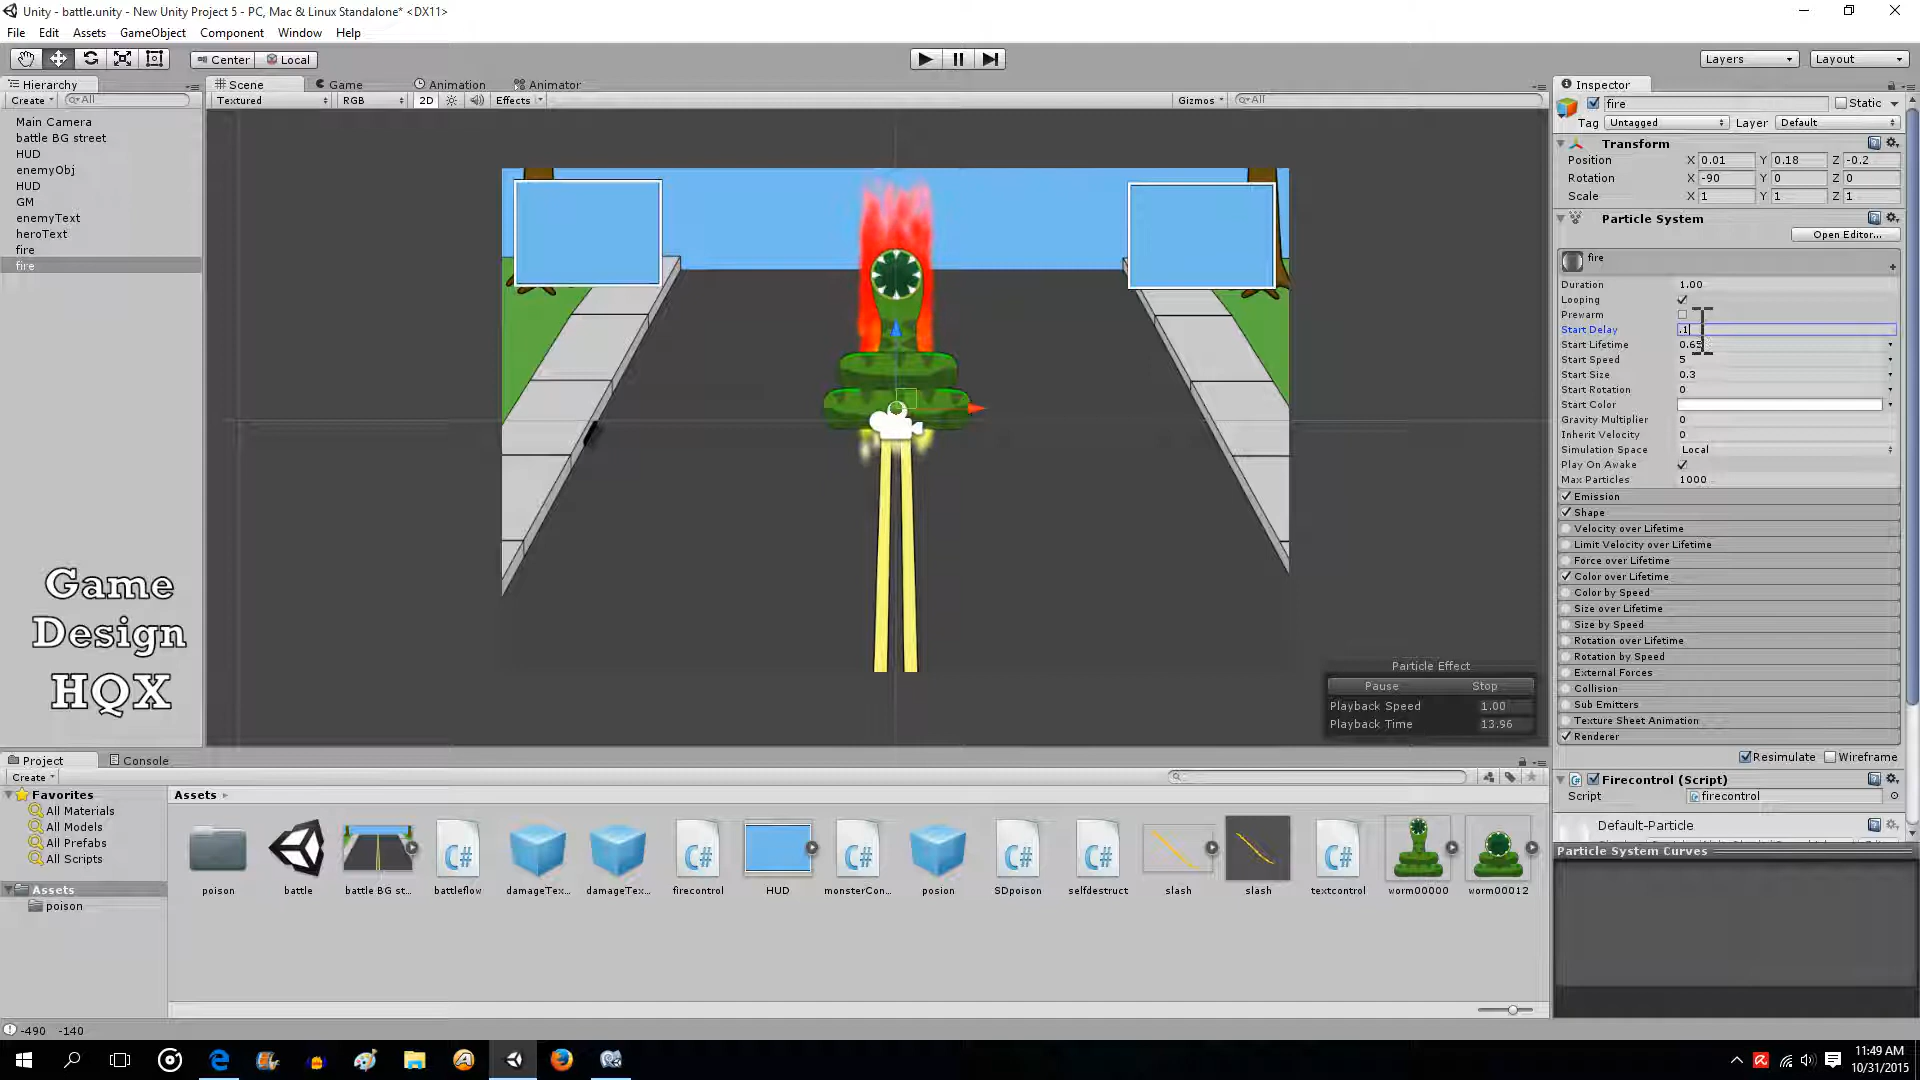 Unity - battle.unity - New Unity Project 5 - PC, Mac & Linux Standalone* <DX11>
File Edit Assets GameObject Component Window Help
Center Local Layers Layout
Hierarchy Scene Game Animation Animator Inspector
Create All Textured RGB 2D Effects Gizmos All
fire Static
Tag Untagged Layer Default
Main Camera
battle BG street
HUD
enemyObj
HUD
GM
enemyText
heroText
fire
fire
Transform
Position X 0.01 Y 0.18 Z -0.2
Rotation X -90 Y 0 Z 0
Scale X 1 Y 1 Z 1
Particle System
Open Editor...
fire
Duration 1.00
Looping
Prewarm
Start Delay .1
Start Lifetime 0.65
Start Speed 5
Start Size 0.3
Start Rotation 0
Start Color
Gravity Multiplier 0
Inherit Velocity 0
Simulation Space Local
Play On Awake
Max Particles 1000
Emission
Shape
Velocity over Lifetime
Limit Velocity over Lifetime
Force over Lifetime
Color over Lifetime
Color by Speed
Size over Lifetime
Size by Speed
Rotation over Lifetime
Rotation by Speed
External Forces
Collision
Sub Emitters
Texture Sheet Animation
Renderer
Resimulate Wireframe
Firecontrol (Script)
Script firecontrol
Default-Particle
Particle System Curves
Game
Design
HQX
Particle Effect
Pause Stop
Playback Speed 1.00
Playback Time 13.96
Project Console
Create
Favorites
All Materials
All Models
All Prefabs
All Scripts
Assets
poison
Assets
C# C# C# C# C# C#
poison battle battle BG st... battleflow damageTex... damageTex... firecontrol HUD monsterCon... posion SDpoison selfdestruct slash slash textcontrol worm00000 worm00012
-490 -140
11:49 AM
10/31/2015